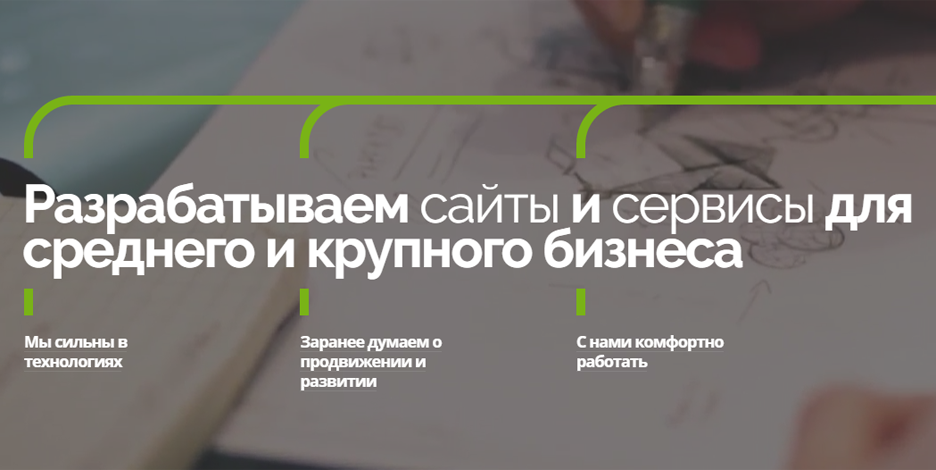 Разрабатываем сайты и сервисы для
среднего и крупного бизнеса
Мы сильны в
технологиях
Заранее думаем о
продвижении и
развитии
С нами комфортно
работать